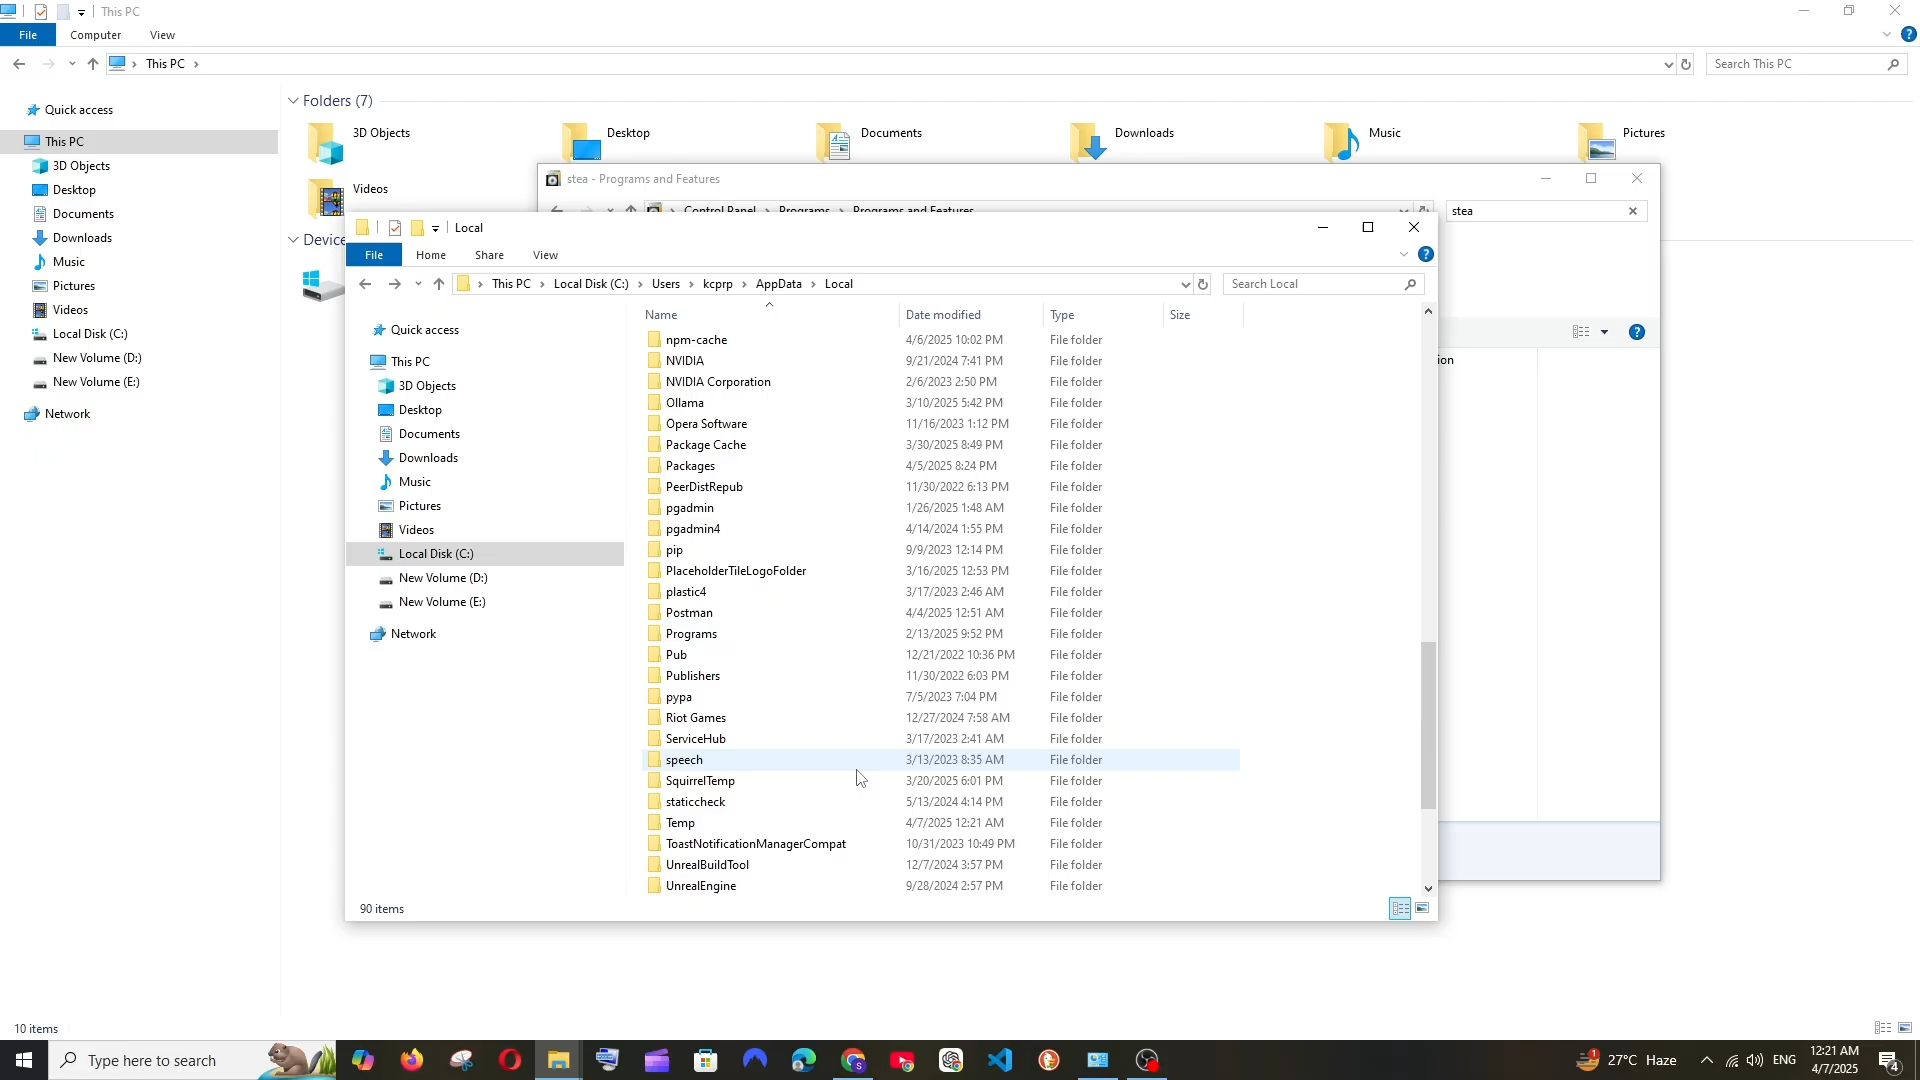 This PC
File Computer View
This PC
Search This PC
Quick access
This PC
3D Objects
Desktop
Documents
Downloads
Music
Pictures
Videos
Local Disk (C:)
New Volume (D:)
New Volume (E:)
Network
Folders (7)
3D Objects Desktop Documents Downloads Music Pictures
Videos
Device
10 items
stea - Programs and Features
Control Panel Programs Programs and Features
stea
ion
Local
File Home Share View
This PC Local Disk (C:) Users kcprp AppData Local
Search Local
Quick access
This PC
3D Objects
Desktop
Documents
Downloads
Music
Pictures
Videos
Local Disk (C:)
New Volume (D:)
New Volume (E:)
Network
Name Date modified Type Size
npm-cache 4/6/2025 10:02 PM File folder
NVIDIA 9/21/2024 7:41 PM File folder
NVIDIA Corporation 2/6/2023 2:50 PM File folder
Ollama 3/10/2025 5:42 PM File folder
Opera Software 11/16/2023 1:12 PM File folder
Package Cache 3/30/2025 8:49 PM File folder
Packages 4/5/2025 8:24 PM File folder
PeerDistRepub 11/30/2022 6:13 PM File folder
pgadmin 1/26/2025 1:48 AM File folder
pgadmin4 4/14/2024 1:55 PM File folder
pip 9/9/2023 12:14 PM File folder
PlaceholderTileLogoFolder 3/16/2025 12:53 PM File folder
plastic4 3/17/2023 2:46 AM File folder
Postman 4/4/2025 12:51 AM File folder
Programs 2/13/2025 9:52 PM File folder
Pub 12/21/2022 10:36 PM File folder
Publishers 11/30/2022 6:03 PM File folder
pypa 7/5/2023 7:04 PM File folder
Riot Games 12/27/2024 7:58 AM File folder
ServiceHub 3/17/2023 2:41 AM File folder
speech 3/13/2023 8:35 AM File folder
SquirrelTemp 3/20/2025 6:01 PM File folder
staticcheck 5/13/2024 4:14 PM File folder
Temp 4/7/2025 12:21 AM File folder
ToastNotificationManagerCompat 10/31/2023 10:49 PM File folder
UnrealBuildTool 12/7/2024 3:57 PM File folder
UnrealEngine 9/28/2024 2:57 PM File folder
90 items
Type here to search
1
27°C Haze
ENG
12:21 AM
4/7/2025
4